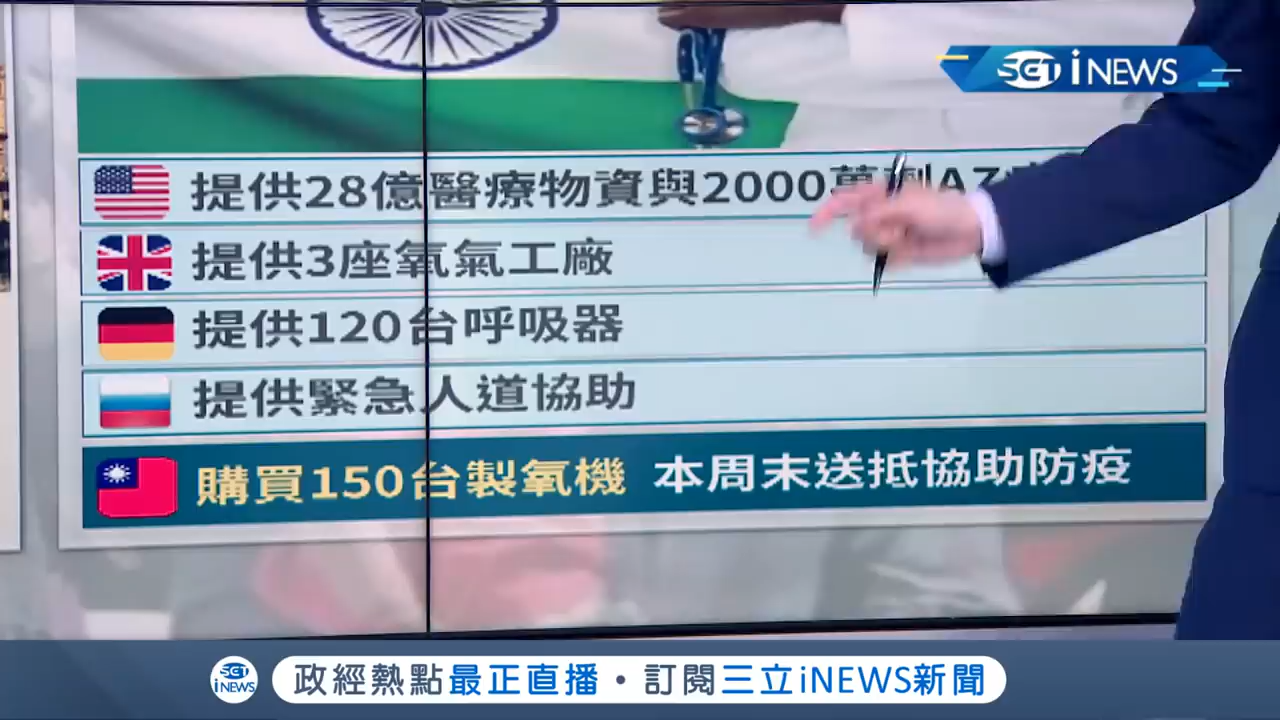 SET iNEWS
提供28億醫療物資與2000萬劑AZ
提供3座氧氣工廠
提供120台呼吸器
提供緊急人道協助
購買150台製氧機 本周末送抵協助防疫
SET iNEWS 政經熱點最正直播・訂閱三立iNEWS新聞